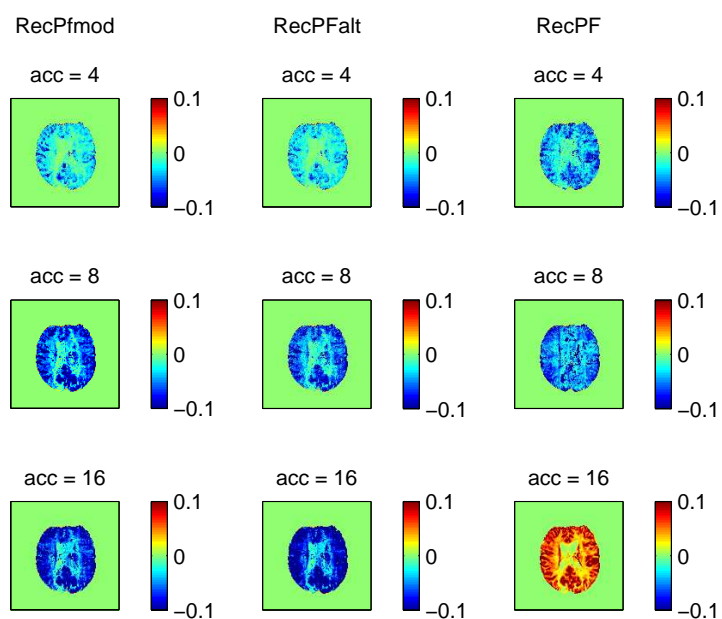 RecPfmod RecPFalt RecPF
acc = 4 acc = 4 acc = 4
0.1 0.1 0.1
0 0 0
−0.1 −0.1 −0.1
acc = 8 acc = 8 acc = 8
0.1 0.1 0.1
0 0 0
−0.1 −0.1 −0.1
acc = 16 acc = 16 acc = 16
0.1 0.1 0.1
0 0 0
−0.1 −0.1 −0.1